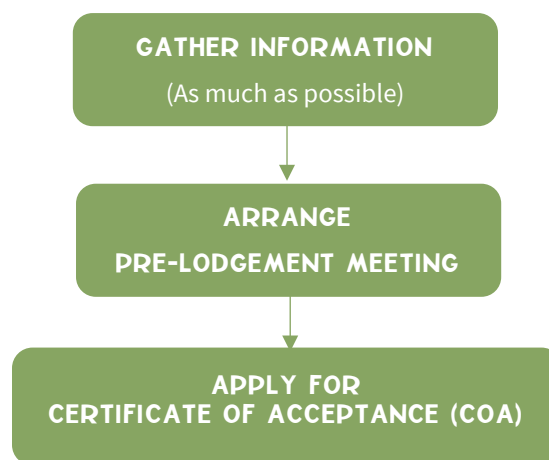 GATHER INFORMATION
(As much as possible)
ARRANGE
PRE-LODGEMENT MEETING
APPLY FOR
CERTIFICATE OF ACCEPTANCE (COA)